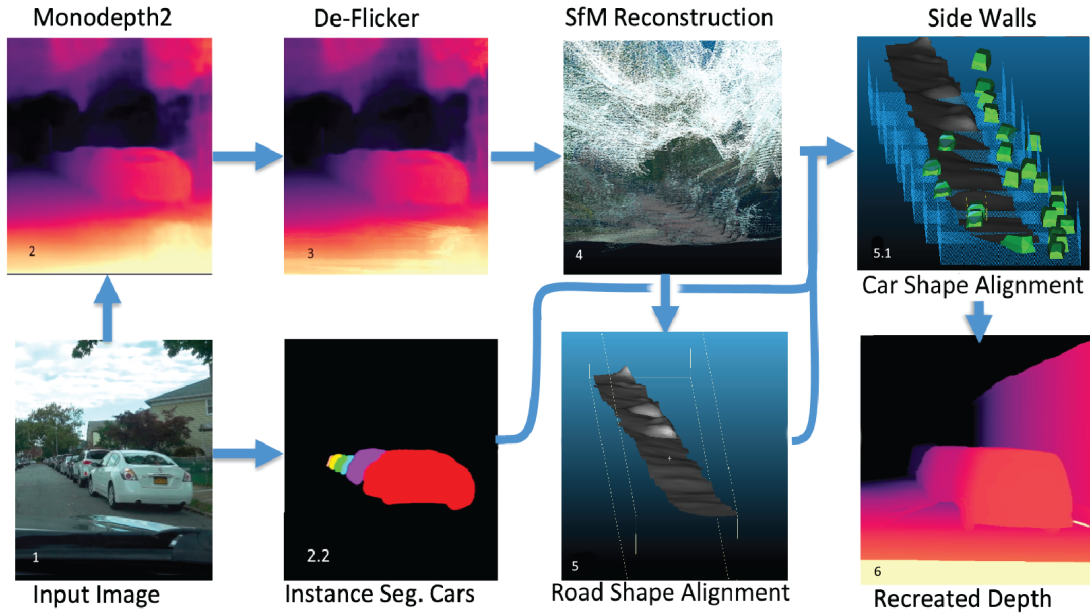 Monodepth2
De-Flicker
SfM Reconstruction
Side Walls
2
3
4
5.1
Car Shape Alignment
1
2.2
5
6
Input Image
Instance Seg. Cars
Road Shape Alignment
Recreated Depth